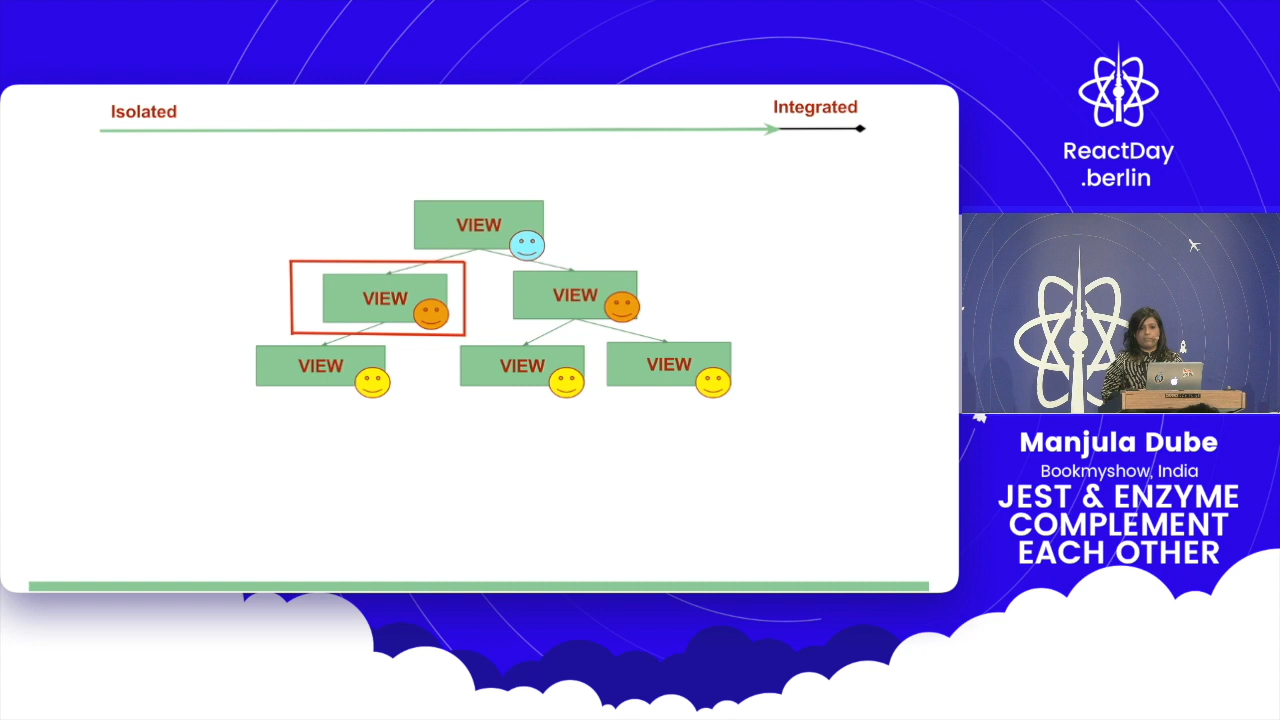 Isolated
Integrated
VIEW
VIEW
VIEW
VIEW
VIEW
VIEW
ReactDay
.berlin
Manjula Dube
Bookmyshow, India
JEST & ENZYME
COMPLEMENT
EACH OTHER